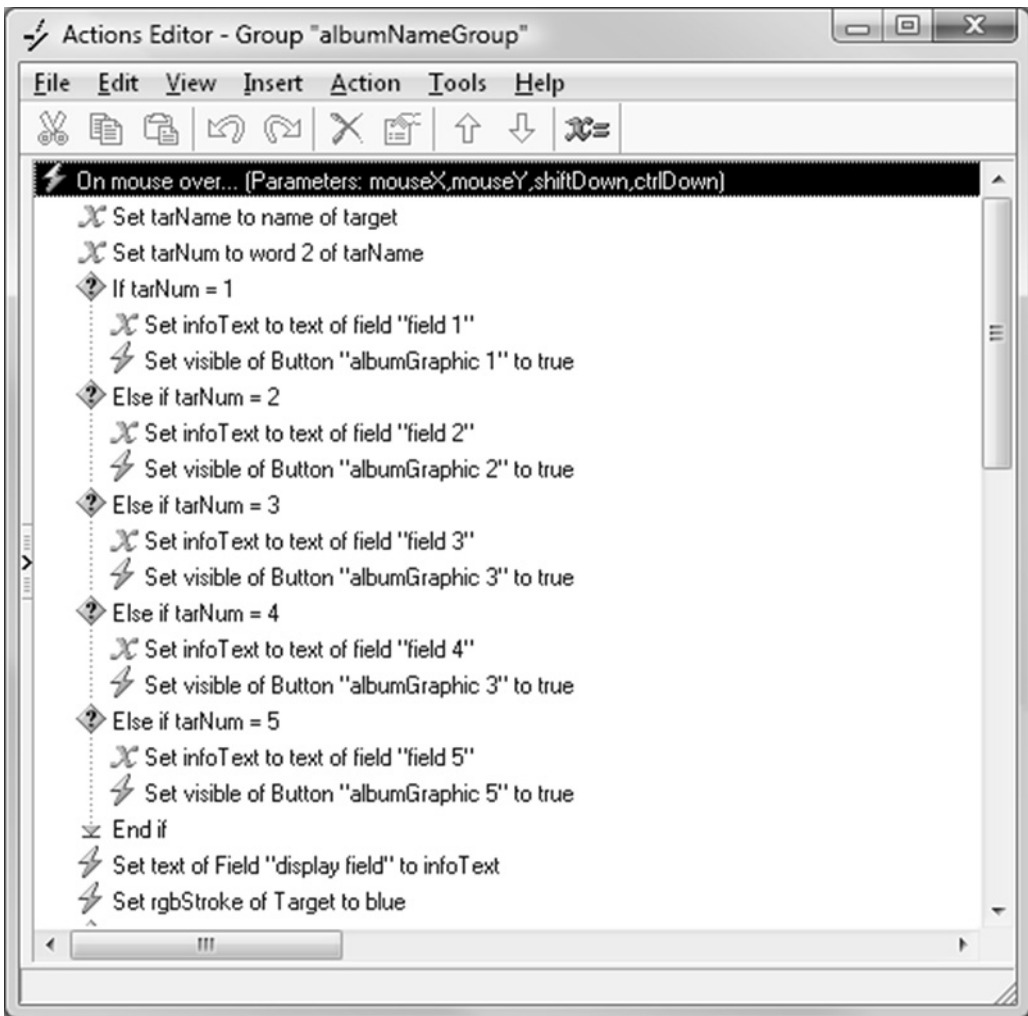 Actions Editor - Group "albumNameGroup"
File Edit View Insert Action Tools Help
X=
On mouse over... (Parameters: mouseX,mouseY,shiftDown,ctrlDown)
Set tarName to name of target
Set tarNum to word 2 of tarName
If tarNum = 1
Set infoText to text of field "field 1"
Set visible of Button "albumGraphic 1" to true
Else if tarNum = 2
Set infoText to text of field "field 2"
Set visible of Button "albumGraphic 2" to true
Else if tarNum = 3
Set infoText to text of field "field 3"
Set visible of Button "albumGraphic 3" to true
Else if tarNum = 4
Set infoText to text of field "field 4"
Set visible of Button "albumGraphic 3" to true
Else if tarNum = 5
Set infoText to text of field "field 5"
Set visible of Button "albumGraphic 5" to true
End if
Set text of Field "display field" to infoText
Set rgbStroke of Target to blue